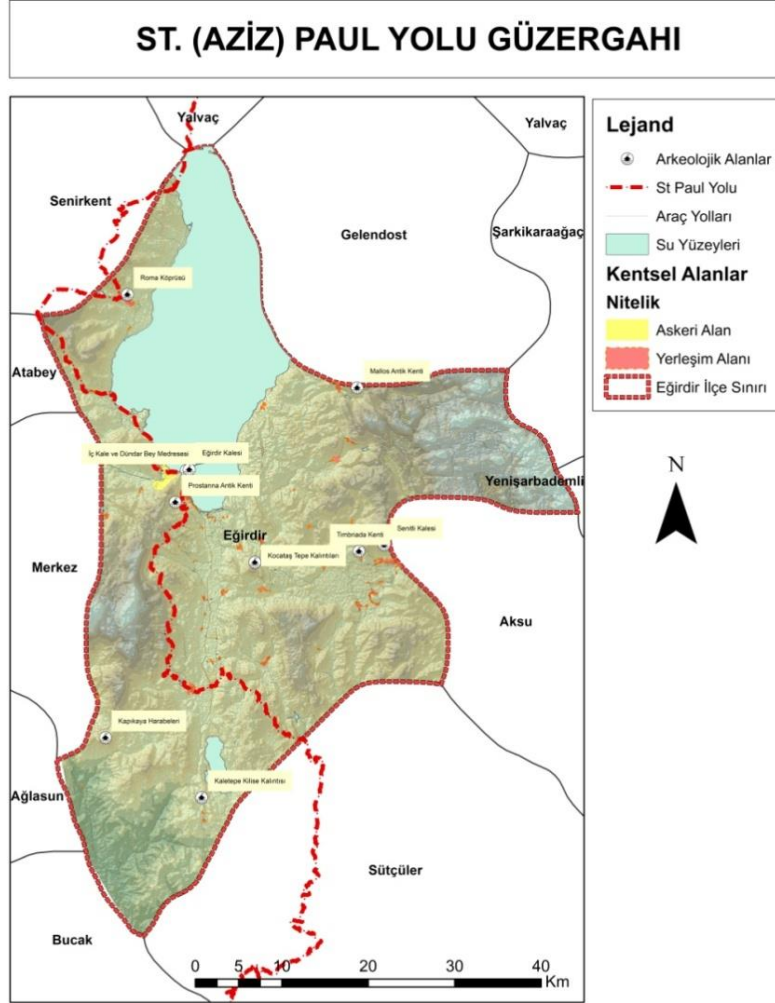 ST. (AZİZ) PAUL YOLU GÜZERGAHI
Yalvaç
Yalvaç
Senirkent
Gelendost
Şarkikaraağaç
Roma Köprüsü
Atabey
Mallos Antik Kenti
İç Kale ve Dündar Bey Medresesi
Eğirdir Kalesi
Yenişarbademli
Prostanna Antik Kenti
Eğirdir
Timbriada Kenti
Senitli Kalesi
Kocataş Tepe Kalıntıları
Merkez
Aksu
Kapıkaya Harabeleri
Kaletepe Kilise Kalıntısı
Ağlasun
Sütçüler
Bucak
0 5 10 20 30 40
Km
Lejand
Arkeolojik Alanlar
St Paul Yolu
Araç Yolları
Su Yüzeyleri
Kentsel Alanlar
Nitelik
Askeri Alan
Yerleşim Alanı
Eğirdir İlçe Sınırı
N